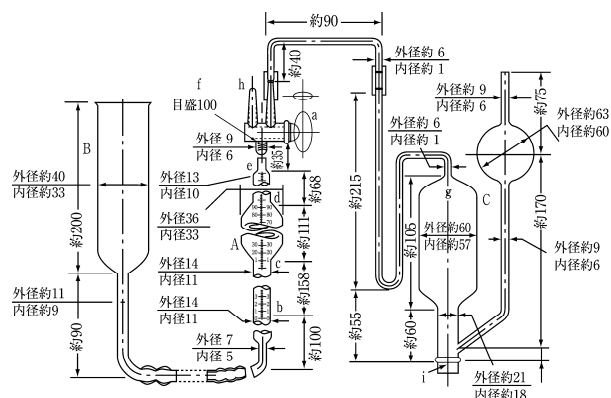 約90
約40
f
h
目盛100
a
外径 9
内径 6
約35
e
外径13
内径10
外径36
内径33
d
約68
約111
A
外径14
内径11
c
約158
外径14
内径11
b
外径 7
内径 5
約100
B
外径約40
内径約33
約200
外径約11
内径約9
約90
90
80
70
30
20
1
外径約 6
内径約 1
外径約 6
内径約 1
約215
約55
約105
約60
g
C
外径約60
内径約57
外径約 9
内径約 6
約75
外径約63
内径約60
約170
外径約9
内径約6
i
外径約21
内径約18